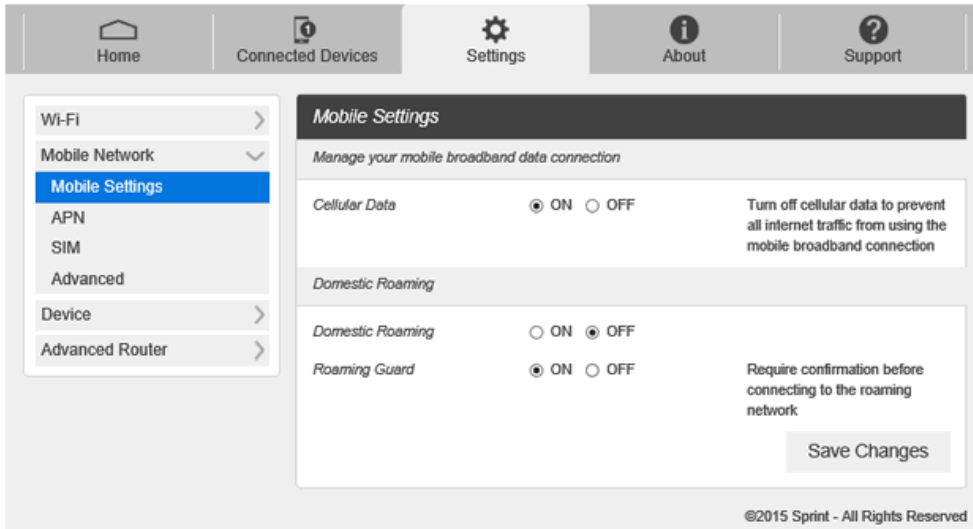 1
Home
Connected Devices
Settings
About
Support
Wi-Fi
Mobile Network
Mobile Settings
APN
SIM
Advanced
Device
Advanced Router
Mobile Settings
Manage your mobile broadband data connection
Cellular Data ON OFF
Turn off cellular data to prevent
all internet traffic from using the
mobile broadband connection
Domestic Roaming
Domestic Roaming ON OFF
Roaming Guard ON OFF
Require confirmation before
connecting to the roaming
network
Save Changes
©2015 Sprint - All Rights Reserved